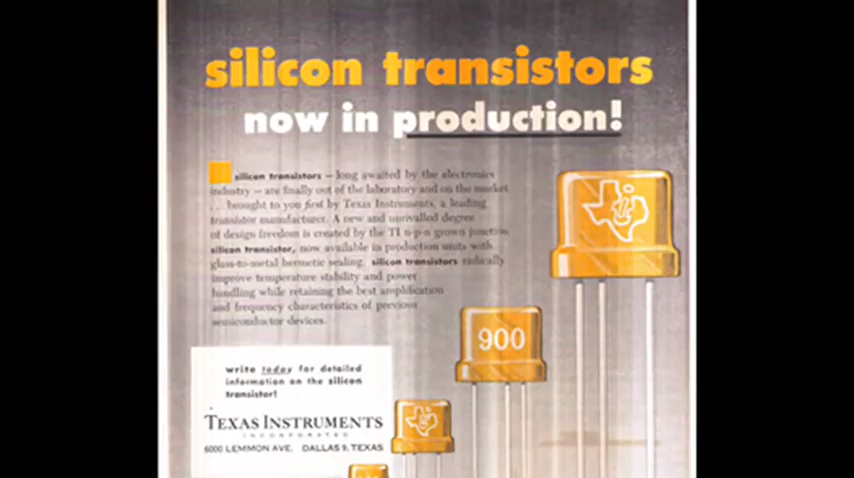 silicon transistors
now in production!
silicon transistors — long awaited by the electronics
industry — are finally out of the laboratory and on the market
. . . brought to you first by Texas Instruments, a leading
transistor manufacturer. A new and unrivalled degree
of design freedom is created by the TI n-p-n grown junction
silicon transistor, now available in production units with
glass-to-metal hermetic sealing. silicon transistors radically
improve temperature stability and power
handling while retaining the best amplification
and frequency characteristics of previous
semiconductor devices.
write today for detailed
information on the silicon
transistor!
TEXAS INSTRUMENTS
INCORPORATED
6000 LEMMON AVE. DALLAS 9, TEXAS
900